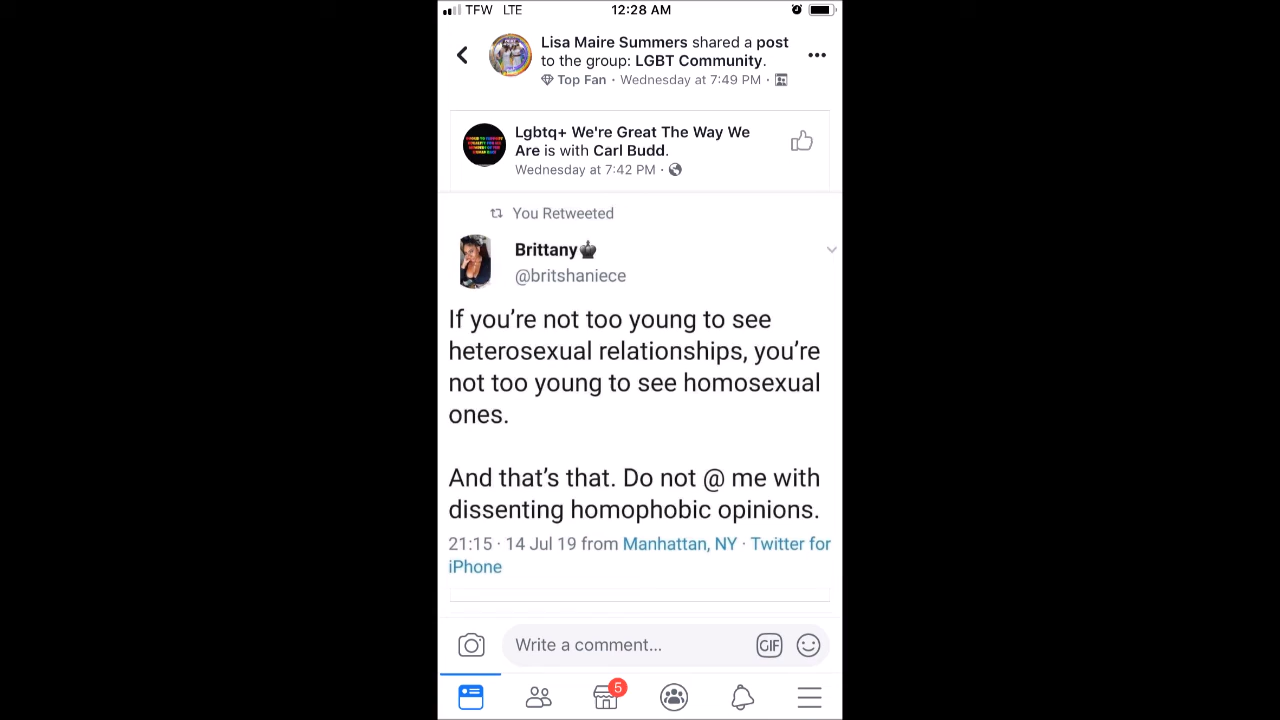 TFW LTE 12:28 AM
Lisa Maire Summers shared a post
to the group: LGBT Community.
Top Fan · Wednesday at 7:49 PM ·
Lgbtq+ We're Great The Way We
Are is with Carl Budd.
Wednesday at 7:42 PM ·
You Retweeted
Brittany
@britshaniece
If you’re not too young to see
heterosexual relationships, you’re
not too young to see homosexual
ones.
And that’s that. Do not @ me with
dissenting homophobic opinions.
21:15 · 14 Jul 19 from Manhattan, NY · Twitter for
iPhone
Write a comment...
GIF
5